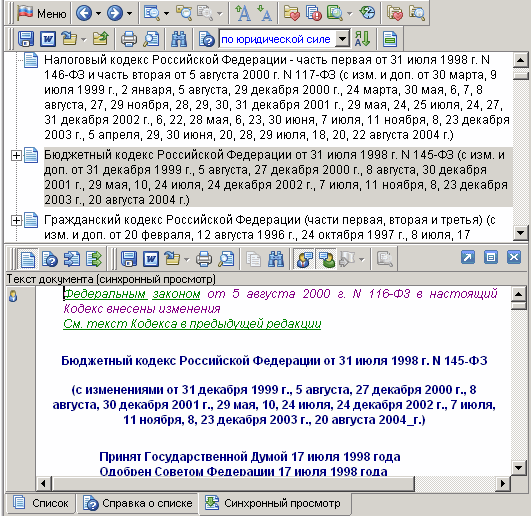 Меню
по юридической силе
Налоговый кодекс Российской Федерации - часть первая от 31 июля 1998 г. N
146-ФЗ и часть вторая от 5 августа 2000 г. N 117-ФЗ (с изм. и доп. от 30 марта, 9
июля 1999 г., 2 января, 5 августа, 29 декабря 2000 г., 24 марта, 30 мая, 6, 7, 8
августа, 27, 29 ноября, 28, 29, 30, 31 декабря 2001 г., 29 мая, 24, 25 июля, 24, 27,
31 декабря 2002 г., 6, 22, 28 мая, 6, 23, 30 июня, 7 июля, 11 ноября, 8, 23 декабря
2003 г., 5 апреля, 29, 30 июня, 20, 28, 29 июля, 18, 20, 22 августа 2004 г.)
Бюджетный кодекс Российской Федерации от 31 июля 1998 г. N 145-ФЗ (с изм. и
доп. от 31 декабря 1999 г., 5 августа, 27 декабря 2000 г., 8 августа, 30 декабря
2001 г., 29 мая, 10, 24 июля, 24 декабря 2002 г., 7 июля, 11 ноября, 8, 23 декабря
2003 г., 20 августа 2004 г.)
Гражданский кодекс Российской Федерации (части первая, вторая и третья) (с
изм. и доп. от 20 февраля, 12 августа 1996 г., 24 октября 1997 г., 8 июля, 17
Текст документа (синхронный просмотр)
Федеральным законом от 5 августа 2000 г. N 116-ФЗ в настоящий
Кодекс внесены изменения
См. текст Кодекса в предыдущей редакции
Бюджетный кодекс Российской Федерации от 31 июля 1998 г. N 145-ФЗ
(с изменениями от 31 декабря 1999 г., 5 августа, 27 декабря 2000 г., 8
августа, 30 декабря 2001 г., 29 мая, 10, 24 июля, 24 декабря 2002 г., 7 июля,
11 ноября, 8, 23 декабря 2003 г., 20 августа 2004_г.)
Принят Государственной Думой 17 июля 1998 года
Одобрен Советом Федерации 17 июля 1998 года
Список
Справка о списке
Синхронный просмотр